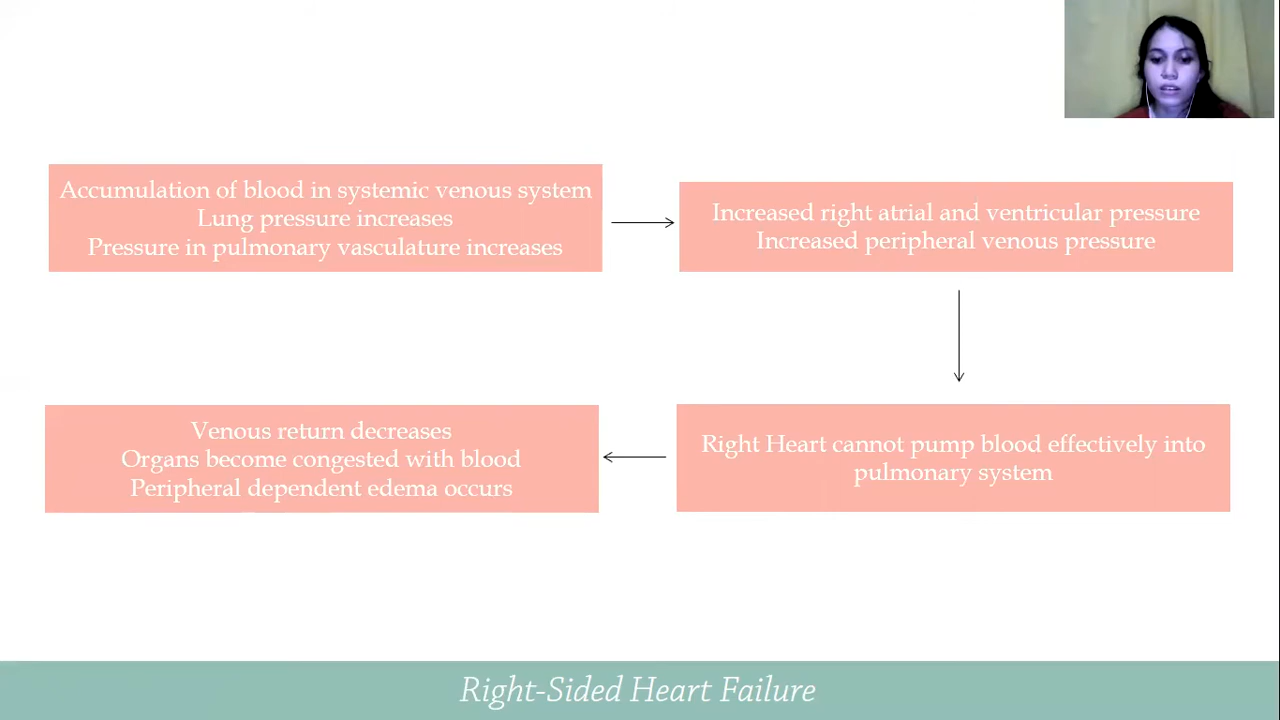 Accumulation of blood in systemic venous system
Lung pressure increases
Pressure in pulmonary vasculature increases
Increased right atrial and ventricular pressure
Increased peripheral venous pressure
Right Heart cannot pump blood effectively into
pulmonary system
Venous return decreases
Organs become congested with blood
Peripheral dependent edema occurs
Right-Sided Heart Failure